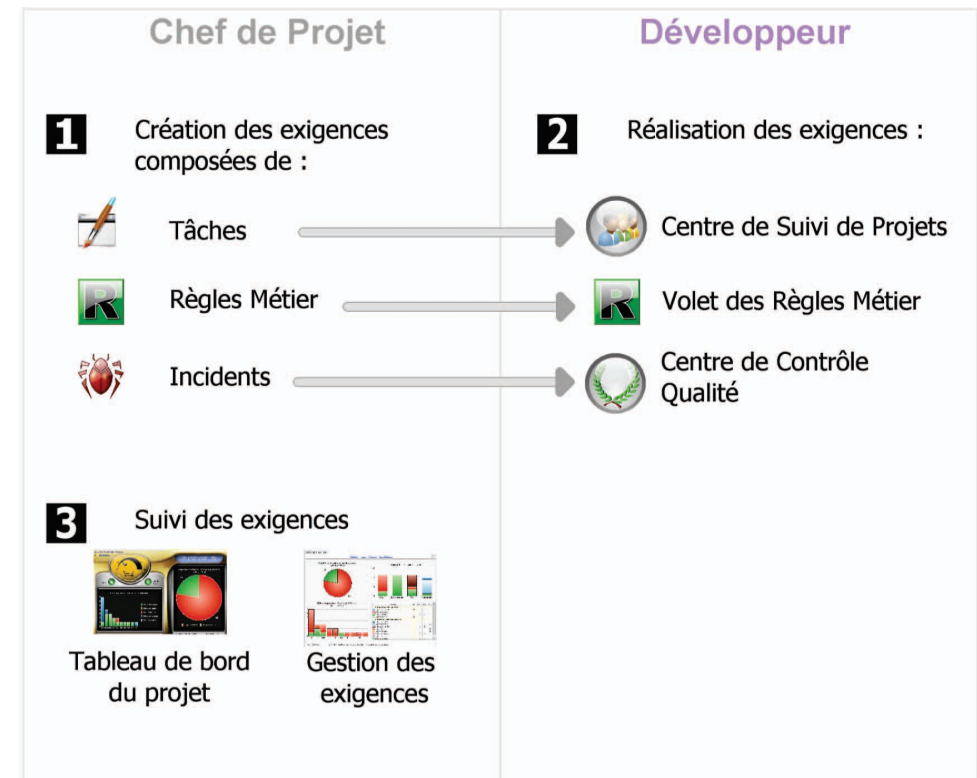 Chef de Projet
Développeur
1
Création des exigences
composées de :
2
Réalisation des exigences :
Tâches
Centre de Suivi de Projets
R
Règles Métier
R
Volet des Règles Métier
Incidents
Centre de Contrôle
Qualité
3
Suivi des exigences
Tableau de bord
du projet
Gestion des
exigences